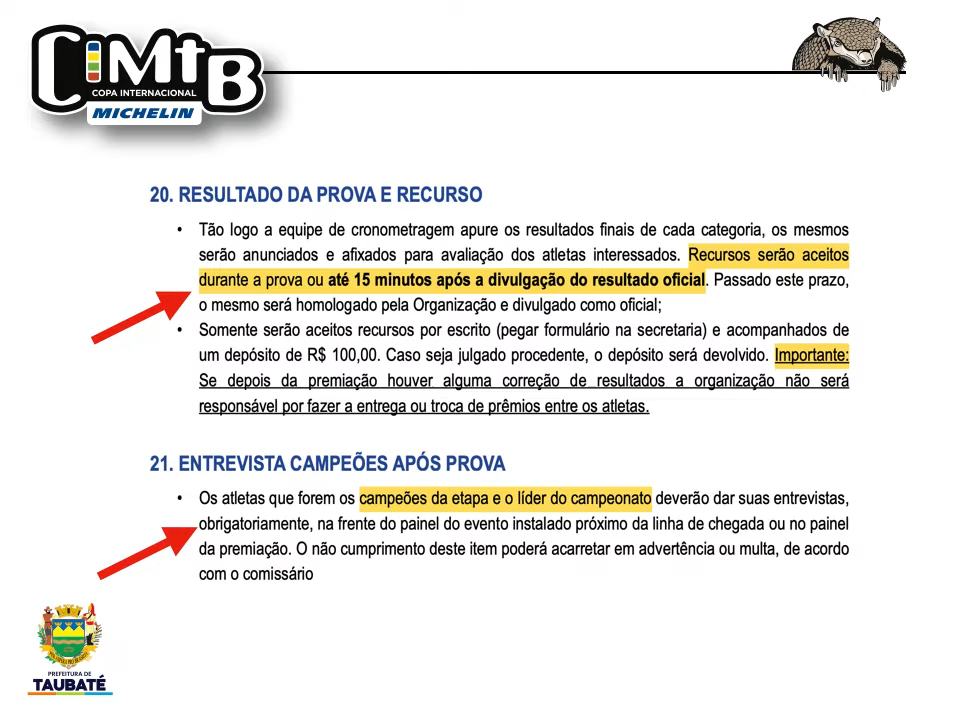 CiMtB
COPA INTERNACIONAL
MICHELIN
20. RESULTADO DA PROVA E RECURSO
• Tão logo a equipe de cronometragem apure os resultados finais de cada categoria, os mesmos
serão anunciados e afixados para avaliação dos atletas interessados. Recursos serão aceitos
durante a prova ou até 15 minutos após a divulgação do resultado oficial. Passado este prazo,
o mesmo será homologado pela Organização e divulgado como oficial;
• Somente serão aceitos recursos por escrito (pegar formulário na secretaria) e acompanhados de
um depósito de R$ 100,00. Caso seja julgado procedente, o depósito será devolvido. Importante:
Se depois da premiação houver alguma correção de resultados a organização não será
responsável por fazer a entrega ou troca de prêmios entre os atletas.
21. ENTREVISTA CAMPEÕES APÓS PROVA
• Os atletas que forem os campeões da etapa e o líder do campeonato deverão dar suas entrevistas,
obrigatoriamente, na frente do painel do evento instalado próximo da linha de chegada ou no painel
da premiação. O não cumprimento deste item poderá acarretar em advertência ou multa, de acordo
com o comissário
PREFEITURA DE
TAUBATÉ